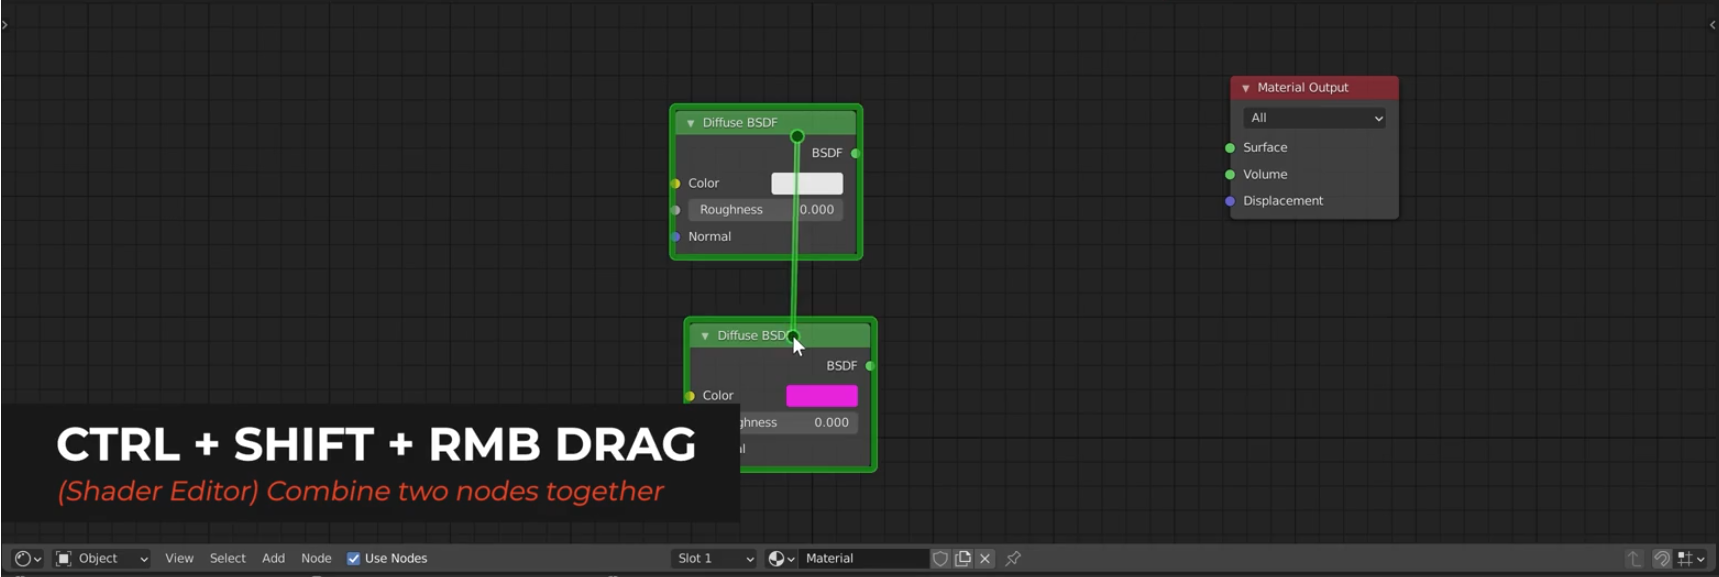 Material Output
All
Surface
Volume
Displacement
Diffuse BSDF
BSDF
Color
Roughness 0.000
Normal
Diffuse BSD
BSDF
Color
ghness 0.000
al
CTRL + SHIFT + RMB DRAG
(Shader Editor) Combine two nodes together
Object View Select Add Node Use Nodes Slot 1 Material